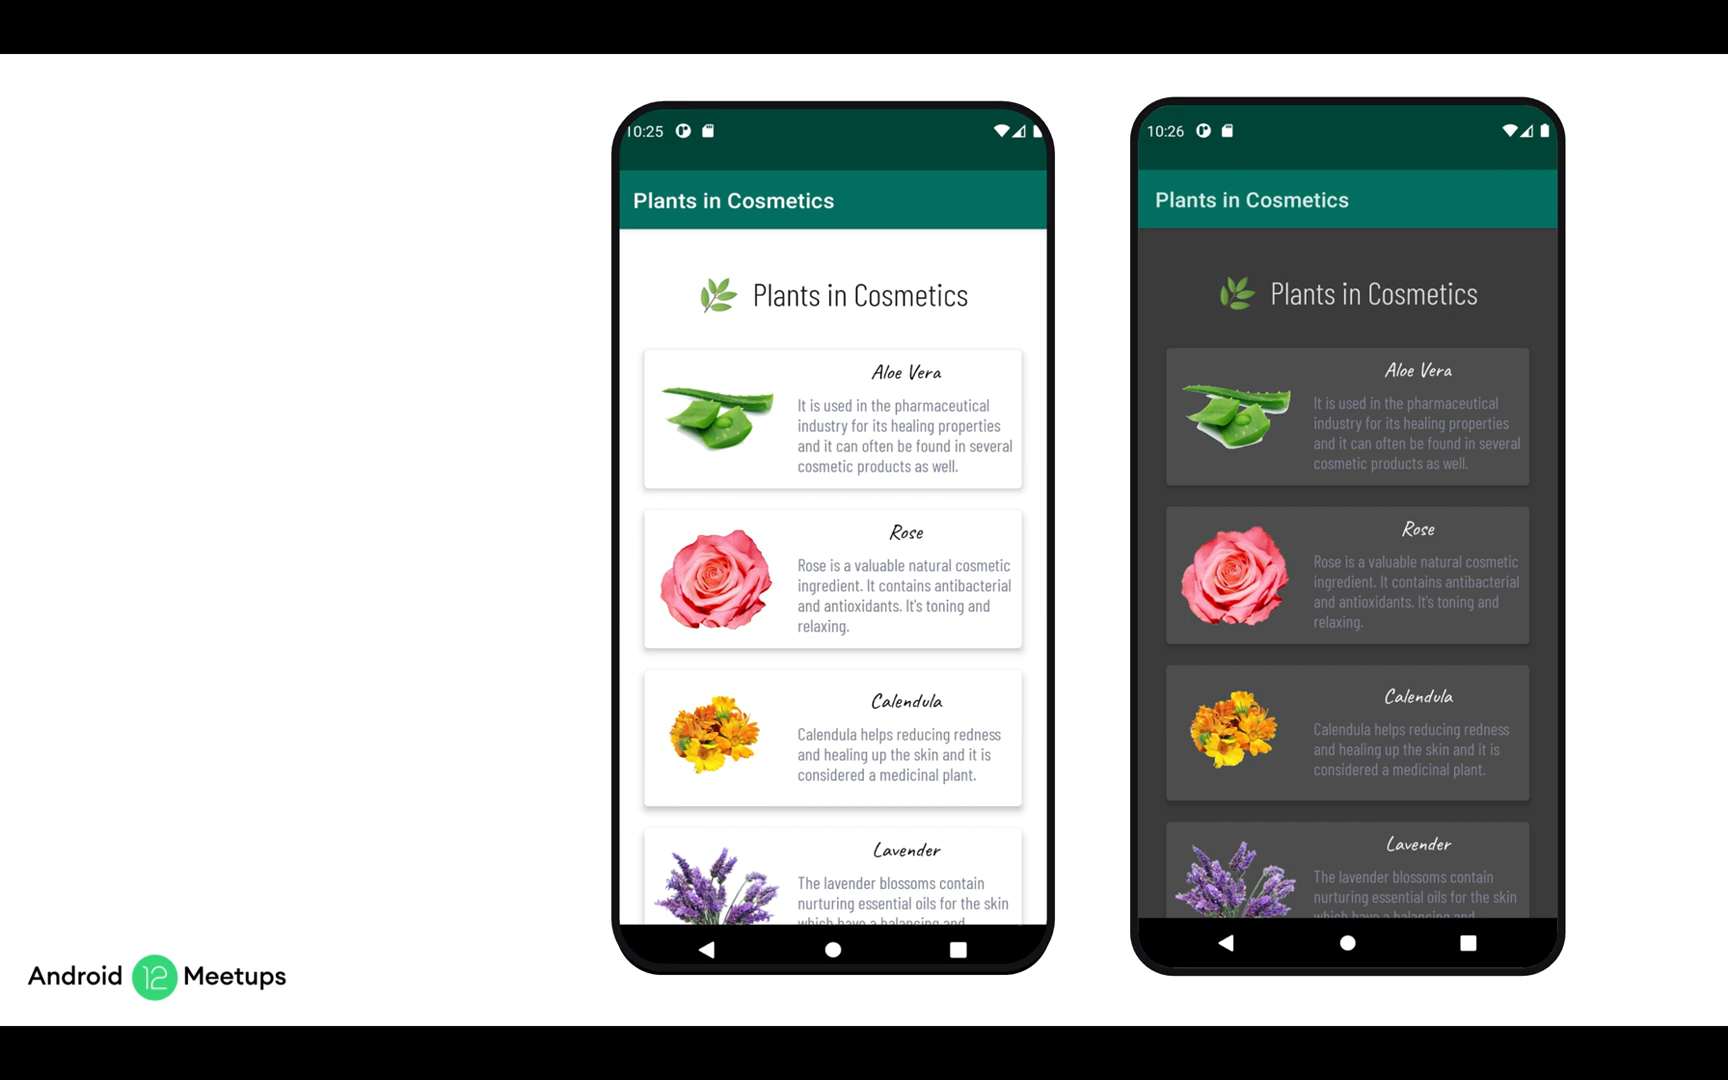 10:25
Plants in Cosmetics
Plants in Cosmetics
Aloe Vera
It is used in the pharmaceutical
industry for its healing properties
and it can often be found in several
cosmetic products as well.
Rose
Rose is a valuable natural cosmetic
ingredient. It contains antibacterial
and antioxidants. It's toning and
relaxing.
Calendula
Calendula helps reducing redness
and healing up the skin and it is
considered a medicinal plant.
Lavender
The lavender blossoms contain
nurturing essential oils for the skin
which have a balancing and
10:26
Plants in Cosmetics
Plants in Cosmetics
Aloe Vera
It is used in the pharmaceutical
industry for its healing properties
and it can often be found in several
cosmetic products as well.
Rose
Rose is a valuable natural cosmetic
ingredient. It contains antibacterial
and antioxidants. It's toning and
relaxing.
Calendula
Calendula helps reducing redness
and healing up the skin and it is
considered a medicinal plant.
Lavender
The lavender blossoms contain
nurturing essential oils for the skin
which have a balancing and
Android 12 Meetups